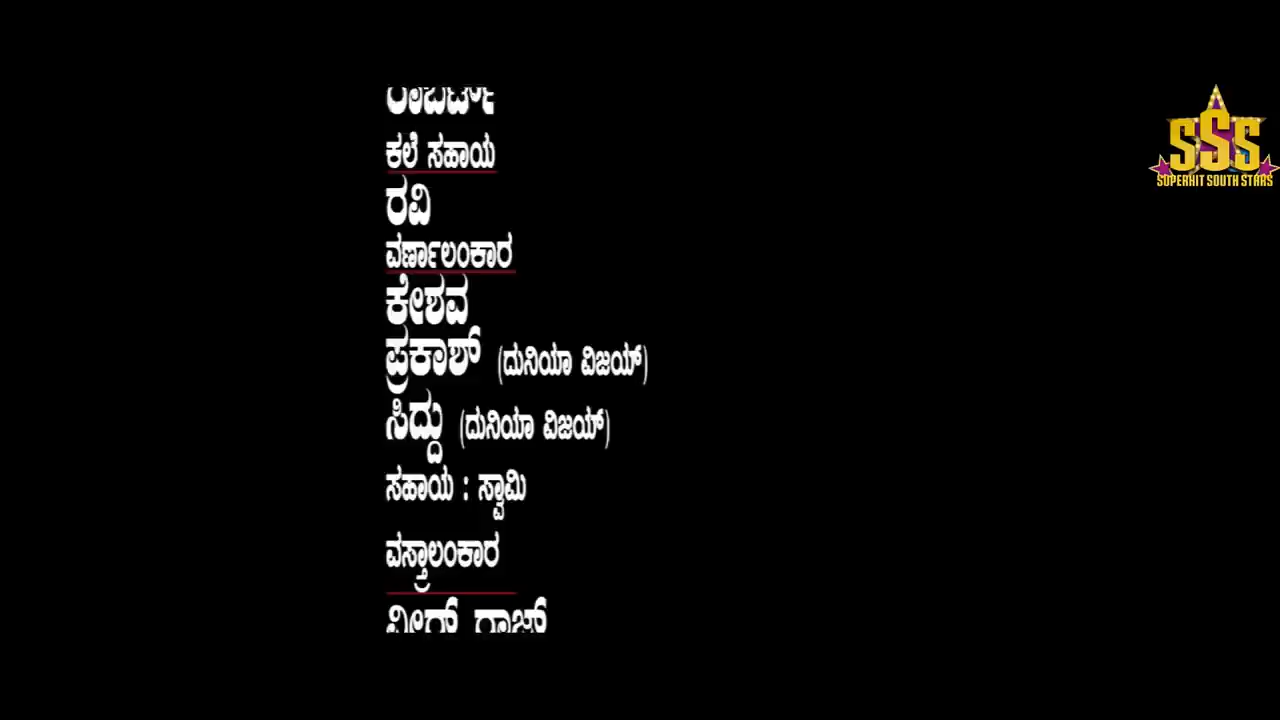 ಕಲೆ ಸಹಾಯ
ರವಿ
ವರ್ಣಾಲಂಕಾರ
ಕೇಶವ
ಪ್ರಕಾಶ್ (ದುನಿಯಾ ವಿಜಯ್)
ಸಿದ್ದು (ದುನಿಯಾ ವಿಜಯ್)
ಸಹಾಯ : ಸ್ವಾಮಿ
ವಸ್ತ್ರಾಲಂಕಾರ
SSS
SUPERHIT SOUTH STARS